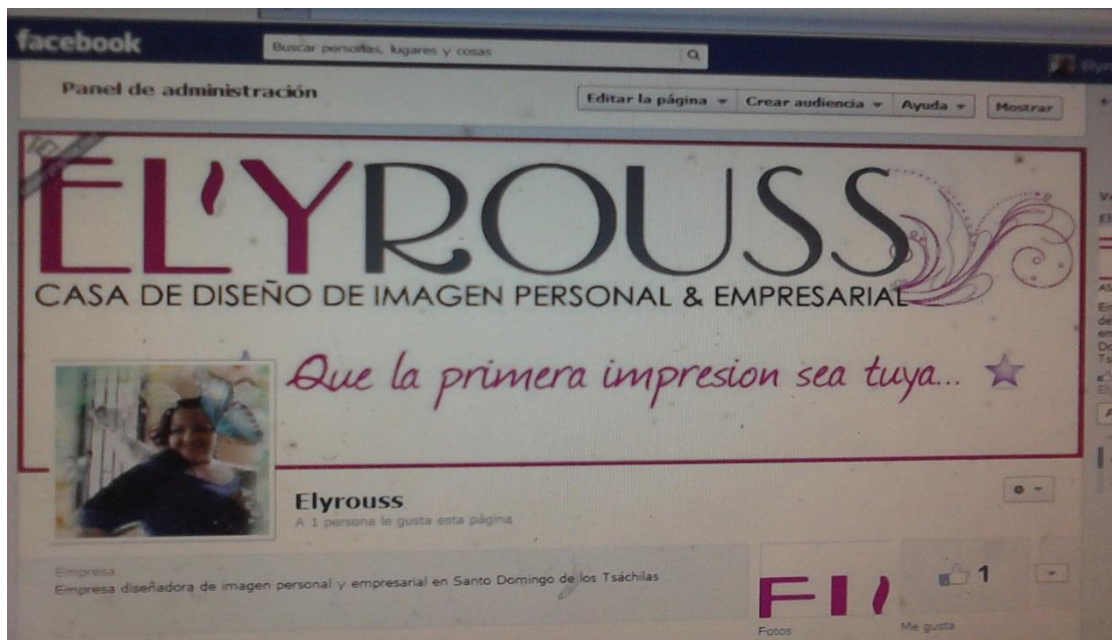 facebook
Buscar personas, lugares y cosas
Panel de administración
Editar la página
Crear audiencia
Ayuda
Mostrar
EL'YROUSS
CASA DE DISEÑO DE IMAGEN PERSONAL & EMPRESARIAL
Que la primera impresion sea tuya...
Elyrouss
A 1 persona le gusta esta página
Empresa
Empresa diseñadora de imagen personal y empresarial en Santo Domingo de los Tsáchilas
1
Fotos
Me gusta